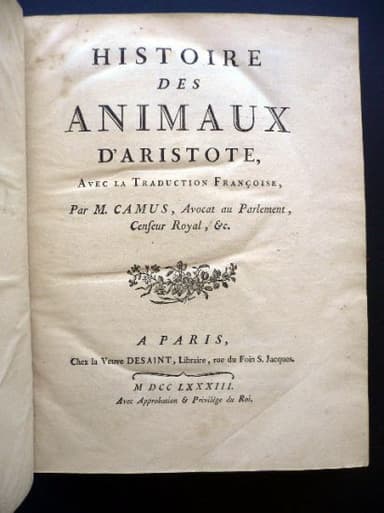 HISTOIRE
DES
ANIMAUX
D'ARISTOTE,
AVEC LA TRADUCTION FRANÇOISE,
Par M. CAMUS, Avocat au Parlement,
Cenſeur Royal, &c.
A PARIS,
Chez la Veuve DESAINT, Libraire, rue du Foin S. Jacques.
M DCC LXXXIII.
Avec Approbation & Privilége du Roi.